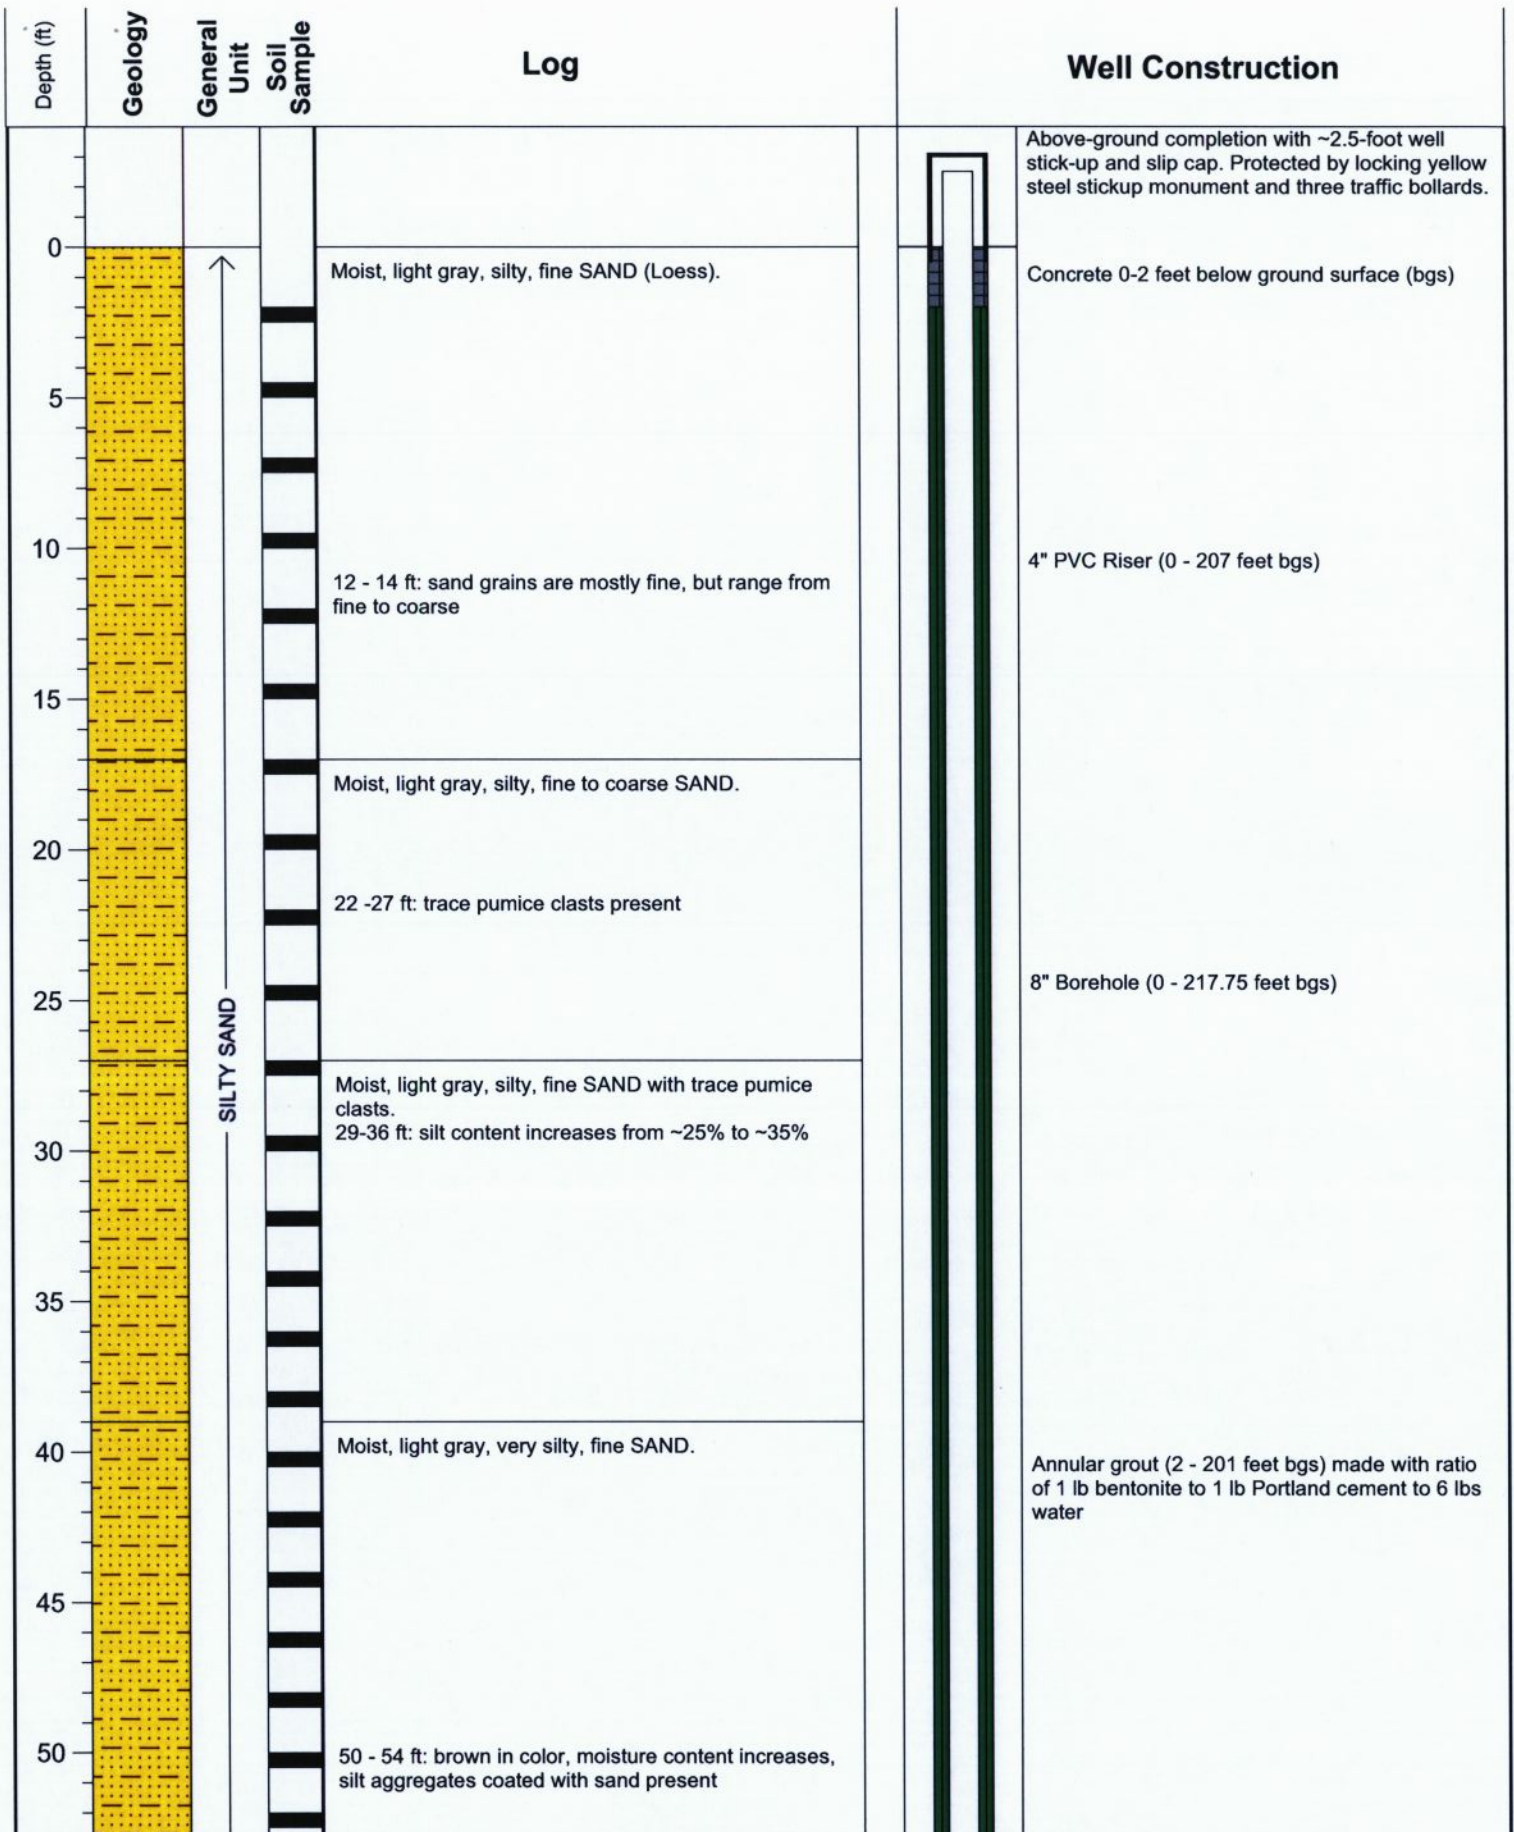 Depth (ft)
Geology
General
Unit
Soil
Sample
Log
Well Construction
Above-ground completion with ~2.5-foot well
stick-up and slip cap. Protected by locking yellow
steel stickup monument and three traffic bollards.
0
Moist, light gray, silty, fine SAND (Loess).
Concrete 0-2 feet below ground surface (bgs)
5
10
4" PVC Riser (0 - 207 feet bgs)
12 - 14 ft: sand grains are mostly fine, but range from
fine to coarse
15
Moist, light gray, silty, fine to coarse SAND.
20
22 -27 ft: trace pumice clasts present
8" Borehole (0 - 217.75 feet bgs)
25
SILTY SAND
Moist, light gray, silty, fine SAND with trace pumice
clasts.
29-36 ft: silt content increases from ~25% to ~35%
30
35
Moist, light gray, very silty, fine SAND.
40
Annular grout (2 - 201 feet bgs) made with ratio
of 1 lb bentonite to 1 lb Portland cement to 6 lbs
water
45
50
50 - 54 ft: brown in color, moisture content increases,
silt aggregates coated with sand present